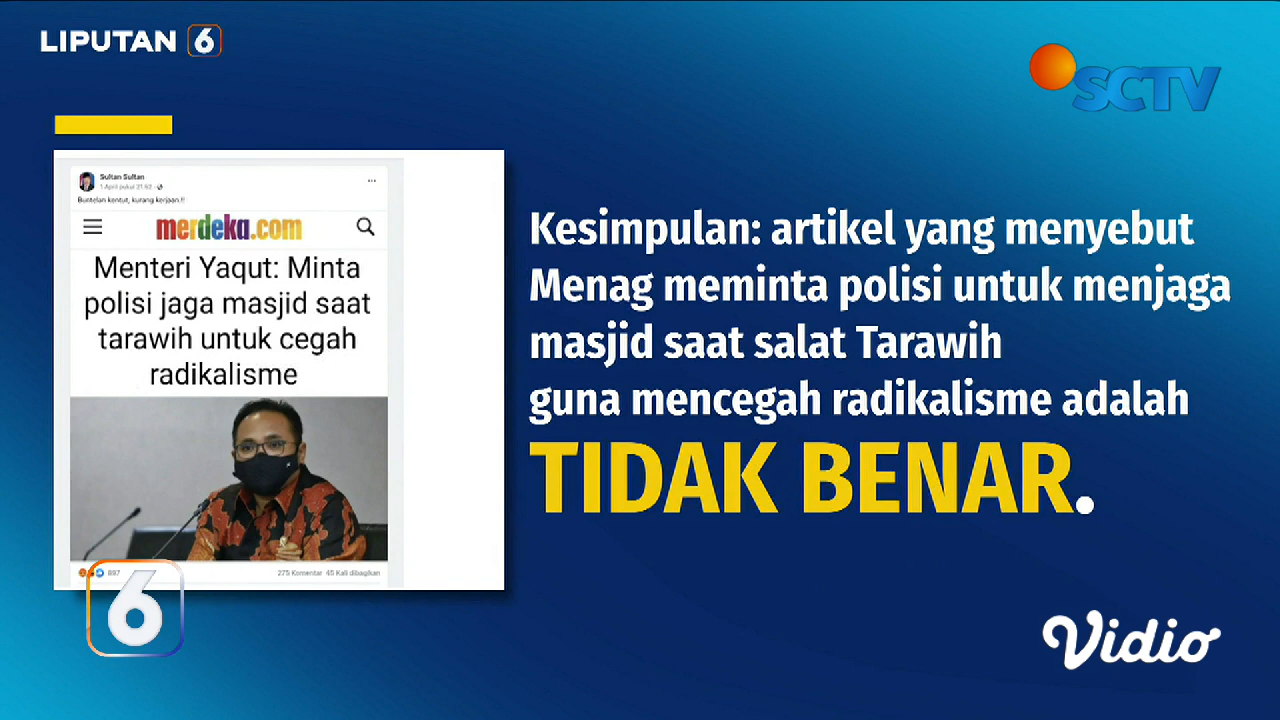 LIPUTAN 6
SCTV
Sultan Sultan
1 April pukul 21.52
Buntelan kentut, kurang kerjaan !!
merdeka.com
Menteri Yaqut: Minta
polisi jaga masjid saat
tarawih untuk cegah
radikalisme
897
275 Komentar 45 Kali dibagikan
6
Kesimpulan: artikel yang menyebut
Menag meminta polisi untuk menjaga
masjid saat salat Tarawih
guna mencegah radikalisme adalah
TIDAK BENAR.
Vidio